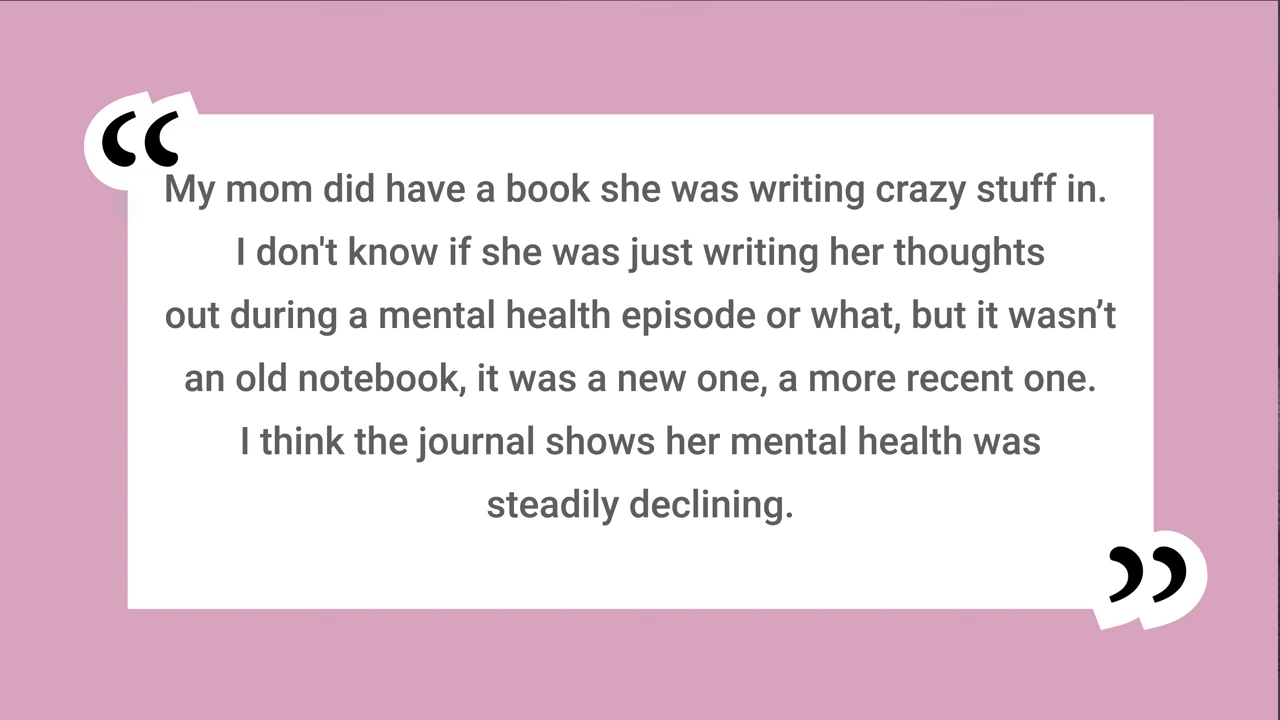 “
My mom did have a book she was writing crazy stuff in.
I don't know if she was just writing her thoughts
out during a mental health episode or what, but it wasn’t
an old notebook, it was a new one, a more recent one.
I think the journal shows her mental health was
steadily declining.
”